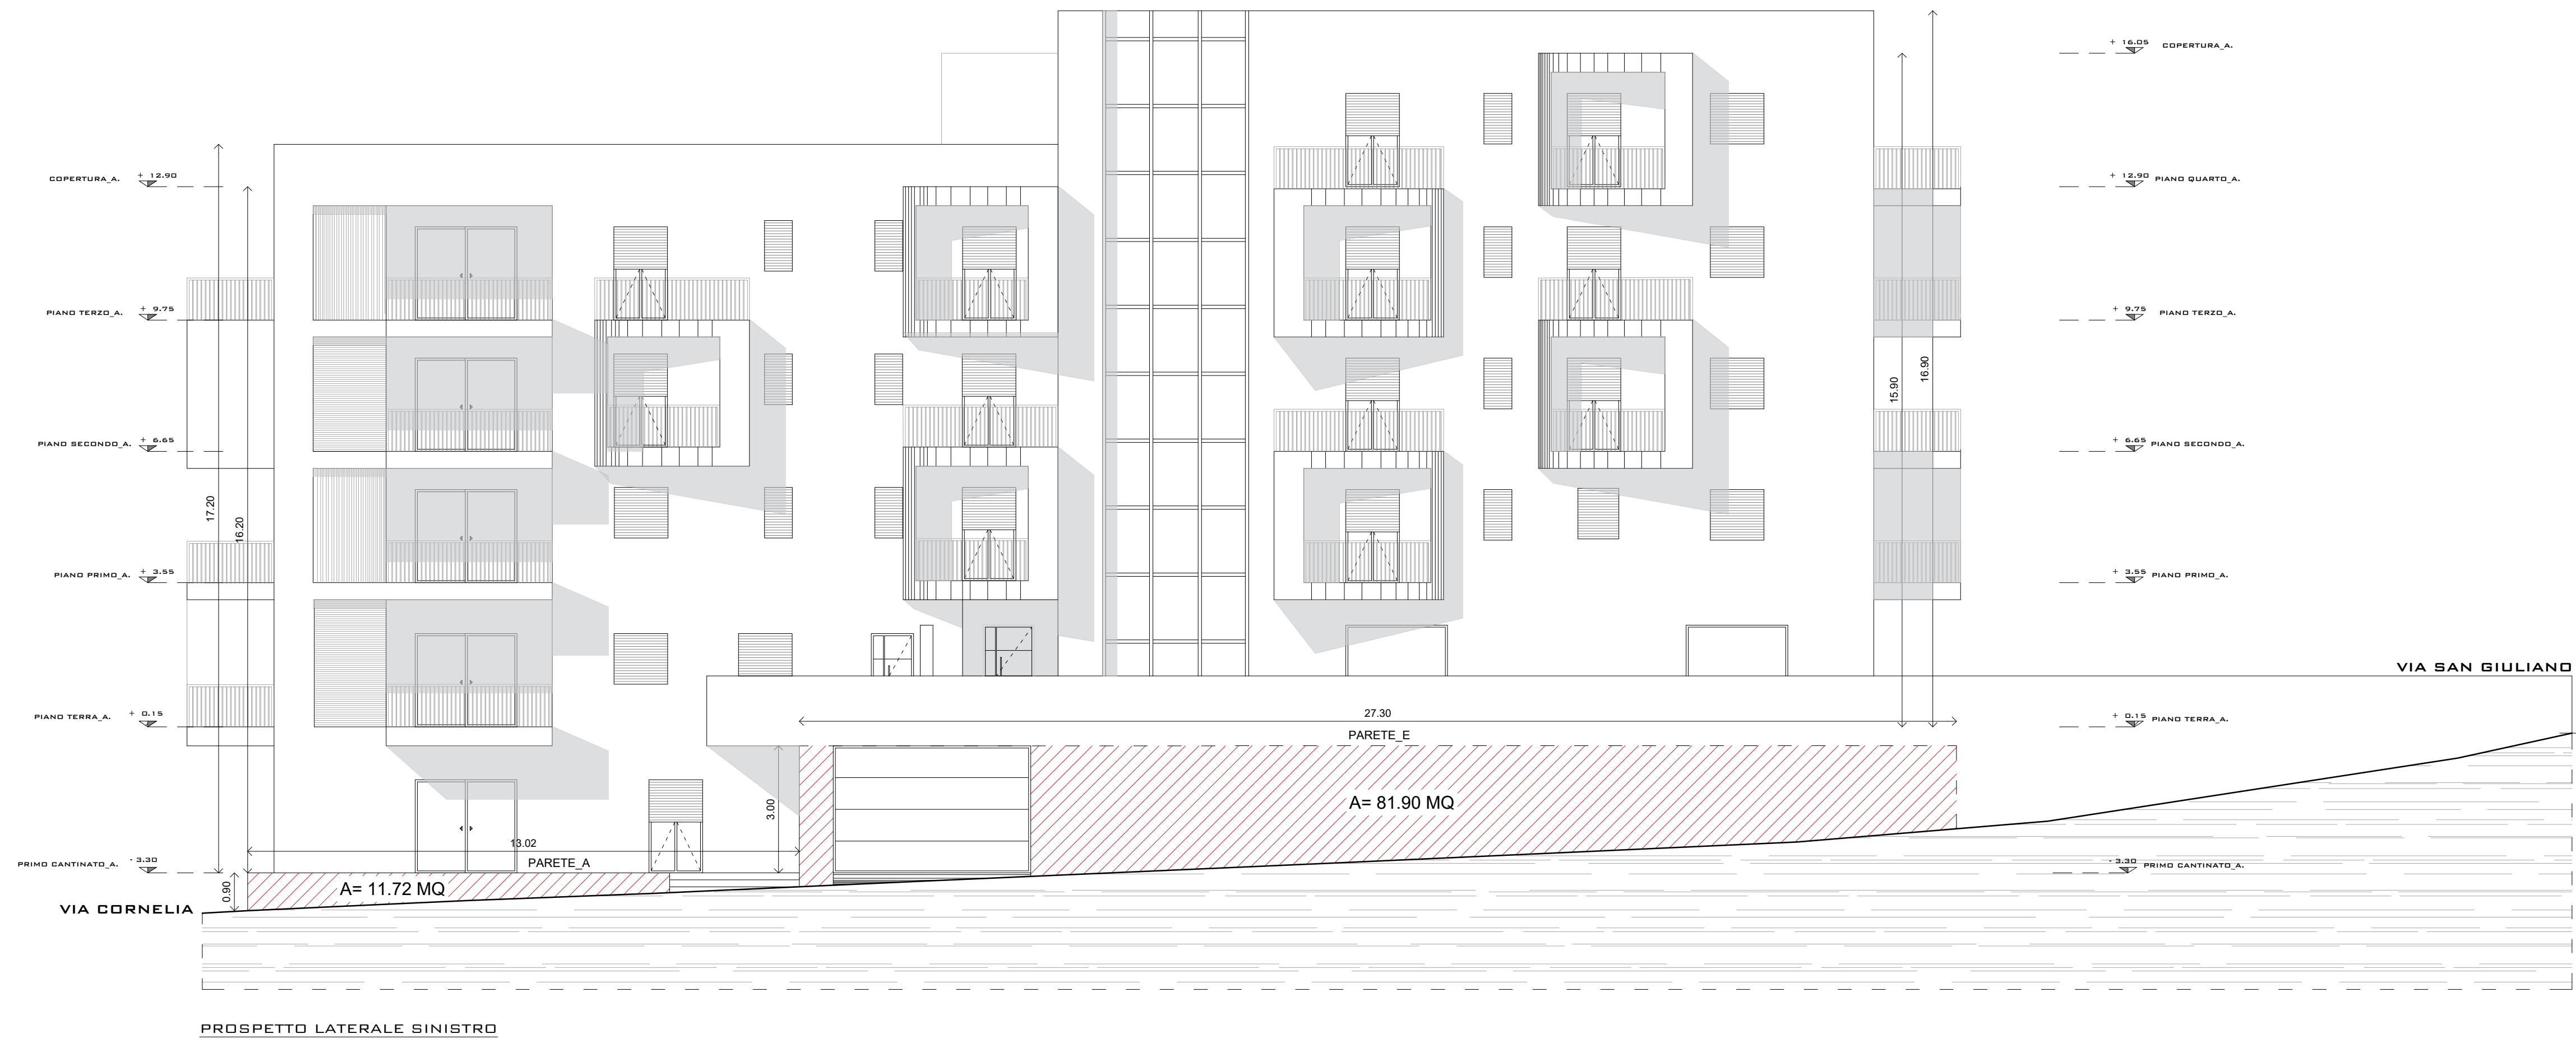 + 16.05 COPERTURA_A.
COPERTURA_A. + 12.90
+ 12.90 PIANO QUARTO_A.
PIANO TERZO_A. + 9.75
+ 9.75 PIANO TERZO_A.
15.90
16.90
PIANO SECONDO_A. + 6.65
+ 6.65 PIANO SECONDO_A.
17.20
16.20
PIANO PRIMO_A. + 3.55
+ 3.55 PIANO PRIMO_A.
VIA SAN GIULIANO
PIANO TERRA_A. + 0.15
27.30
+ 0.15 PIANO TERRA_A.
PARETE_E
3.00
A= 81.90 MQ
13.02
PRIMO CANTINATO_A. - 3.30
PARETE_A
- 3.30 PRIMO CANTINATO_A.
0.90
A= 11.72 MQ
VIA CORNELIA
PROSPETTO LATERALE SINISTRO